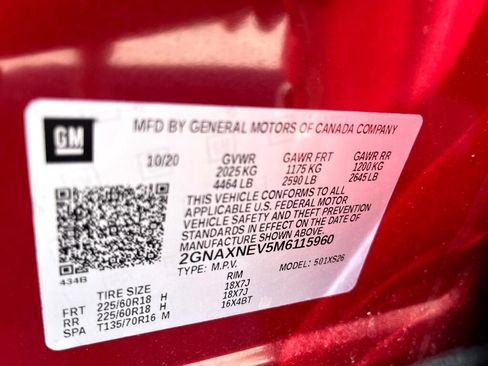 GM
MFD BY GENERAL MOTORS OF CANADA COMPANY
10/20 GVWR GAWR FRT GAWR RR
2025 KG 1175 KG 1200 KG
4464 LB 2590 LB 2645 LB
THIS VEHICLE CONFORMS TO ALL
APPLICABLE U.S. FEDERAL MOTOR
VEHICLE SAFETY AND THEFT PREVENTION
STANDARDS IN EFFECT ON THE DATE OF
MANUFACTURE SHOWN ABOVE.
2GNAXNEV5M6115960
434B
TYPE: M.P.V. MODEL: 501XS26
TIRE SIZE RIM
FRT 225/60R18 H 18X7J
RR 225/60R18 H 18X7J
SPA T135/70R16 M 16X4BT